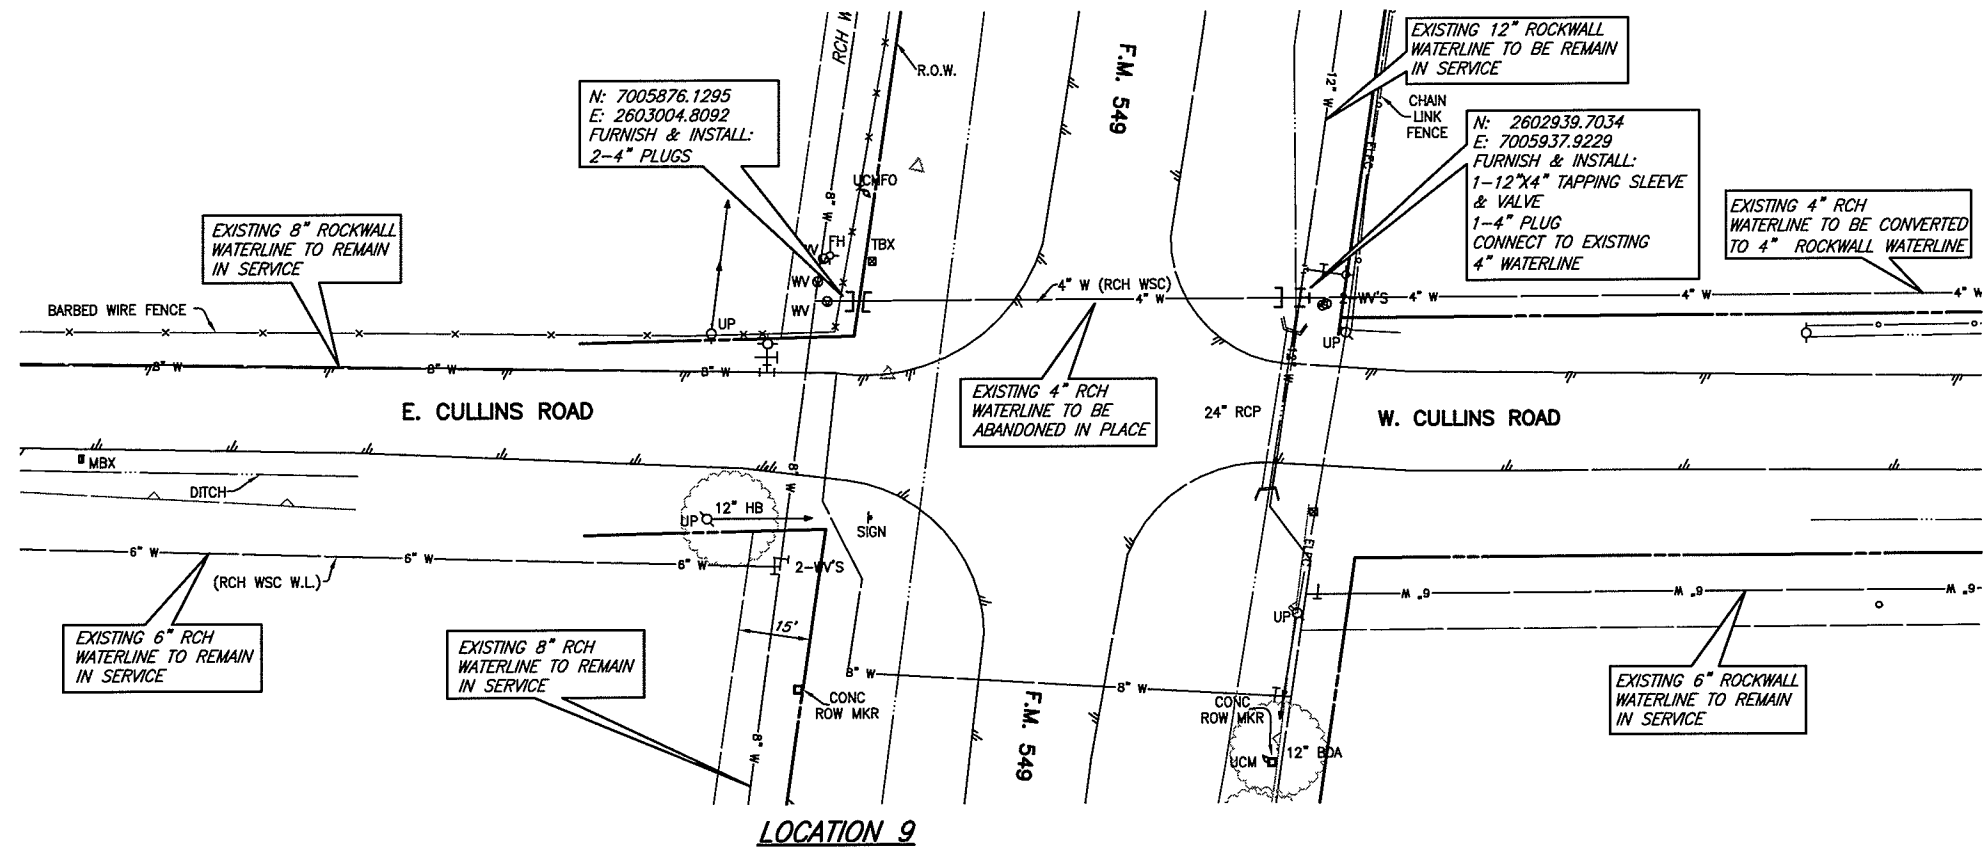 RCH W
R.O.W.
F.M. 549
EXISTING 12" ROCKWALL
WATERLINE TO BE REMAIN
IN SERVICE
12" W
CHAIN
LINK
FENCE
ELEC
N: 7005876.1295
E: 2603004.8092
FURNISH & INSTALL:
2-4" PLUGS
N: 2602939.7034
E: 7005937.9229
FURNISH & INSTALL:
1-12"X4" TAPPING SLEEVE
& VALVE
1-4" PLUG
CONNECT TO EXISTING
4" WATERLINE
EXISTING 4" RCH
WATERLINE TO BE CONVERTED
TO 4" ROCKWALL WATERLINE
EXISTING 8" ROCKWALL
WATERLINE TO REMAIN
IN SERVICE
UCMFO
8" W
WV
FH
TBX
WV
WV
4" W (RCH WSC)
4" W
2-WV'S
4" W
4" W
4" W
BARBED WIRE FENCE
UP
UP
8" W
8" W
8" W
12" W
E. CULLINS ROAD
EXISTING 4" RCH
WATERLINE TO BE
ABANDONED IN PLACE
24" RCP
W. CULLINS ROAD
MBX
DITCH
8" W
UP
12" HB
SIGN
ELEC
6" W
6" W
6" W
2-WV'S
(RCH WSC W.L.)
6" W
6" W
6" W
UP
EXISTING 6" RCH
WATERLINE TO REMAIN
IN SERVICE
15'
EXISTING 8" RCH
WATERLINE TO REMAIN
IN SERVICE
8" W
8" W
8" W
CONC
ROW MKR
F.M. 549
CONC
ROW MKR
UCM
12" BDA
EXISTING 6" ROCKWALL
WATERLINE TO REMAIN
IN SERVICE
LOCATION 9